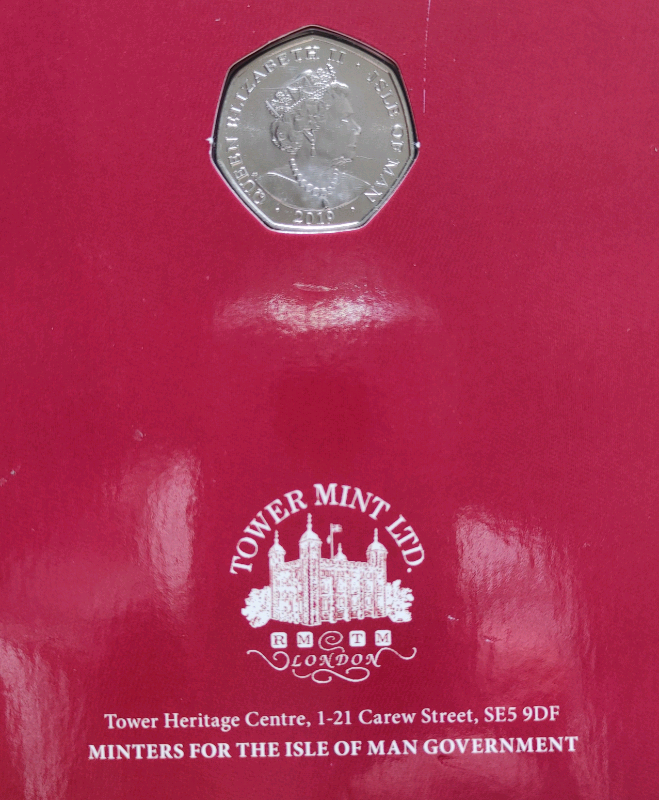 QUEEN ELIZABETH II · ISLE OF MAN
· 2019 ·
TOWER MINT LTD.
R M T M
LONDON
Tower Heritage Centre, 1-21 Carew Street, SE5 9DF
MINTERS FOR THE ISLE OF MAN GOVERNMENT